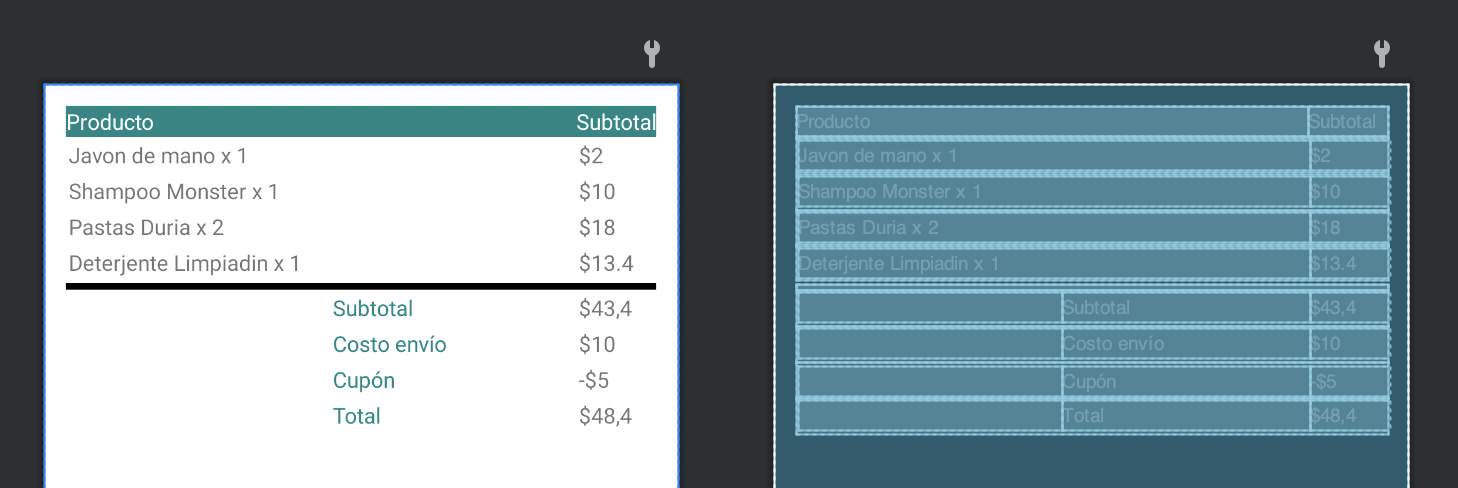 Producto Subtotal
Javon de mano x 1 $2
Shampoo Monster x 1 $10
Pastas Duria x 2 $18
Deterjente Limpiadin x 1 $13.4
Subtotal $43,4
Costo envío $10
Cupón -$5
Total $48,4
Producto Subtotal
Javon de mano x 1 $2
Shampoo Monster x 1 $10
Pastas Duria x 2 $18
Deterjente Limpiadin x 1 $13.4
Subtotal $43,4
Costo envío $10
Cupón -$5
Total $48,4